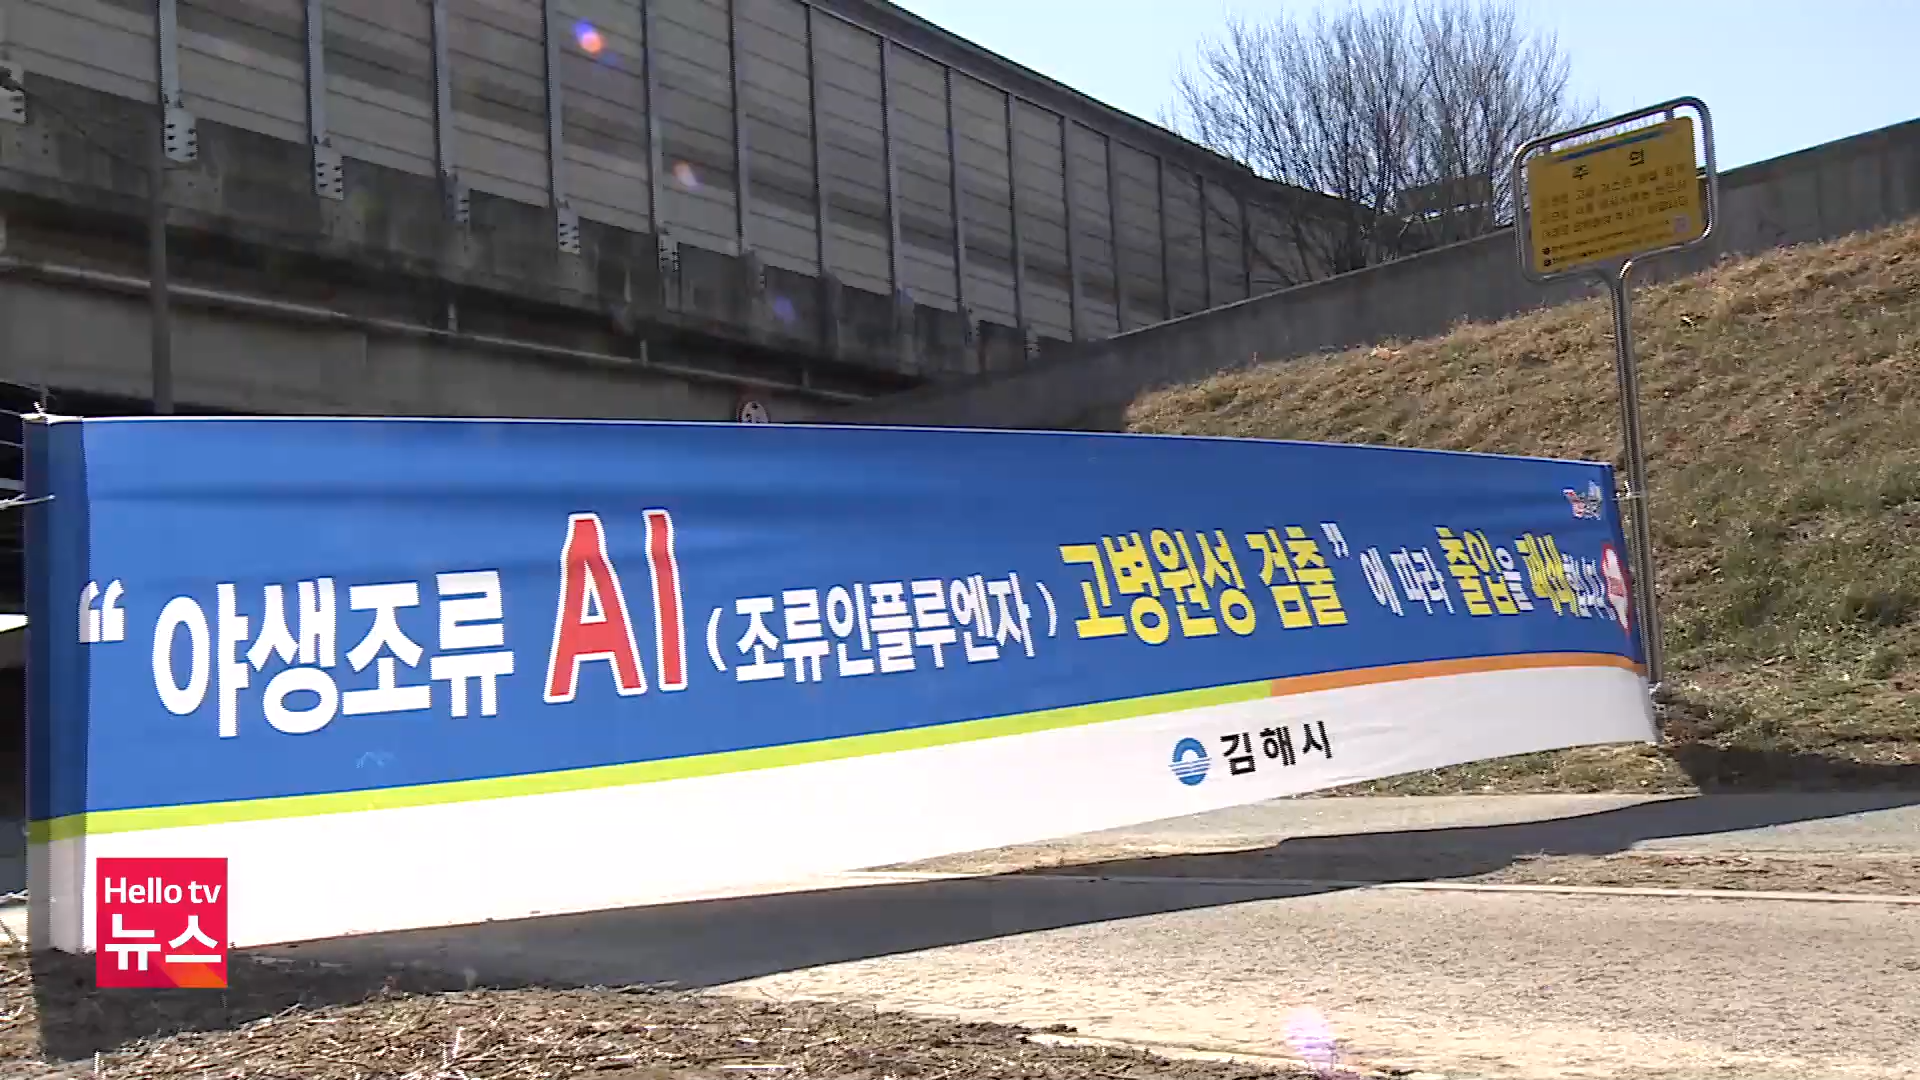 주 의
“ 야생조류 AI (조류인플루엔자) 고병원성 검출” 에 따라 출입을 폐쇄합니다
김해시
Hello tv
뉴스